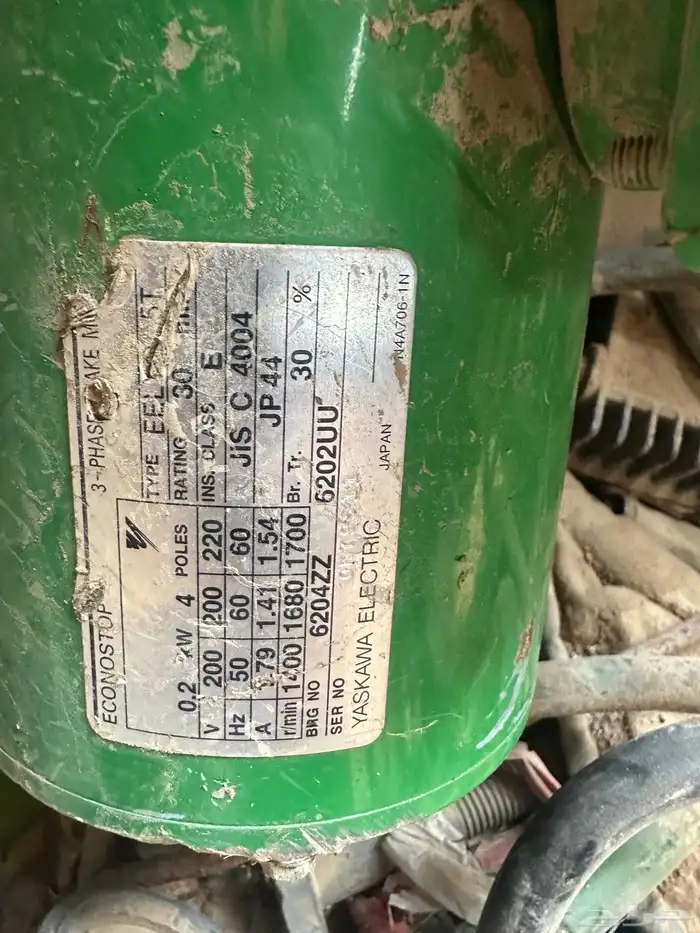 ECONOSTOP 3-PHASE
0.2 KW 4 POLES
V 200 200 220
Hz 50 60 60
A 1.41 1.54
r/min 1400 1680 1700
BRG NO 6204ZZ 6202UU
SER NO
YASKAWA ELECTRIC JAPAN
TYPE
RATING 30
INS. CLASS E
JIS C 4004
JP 44
Br. Tr. 30 %
N4A706-1N
حراج